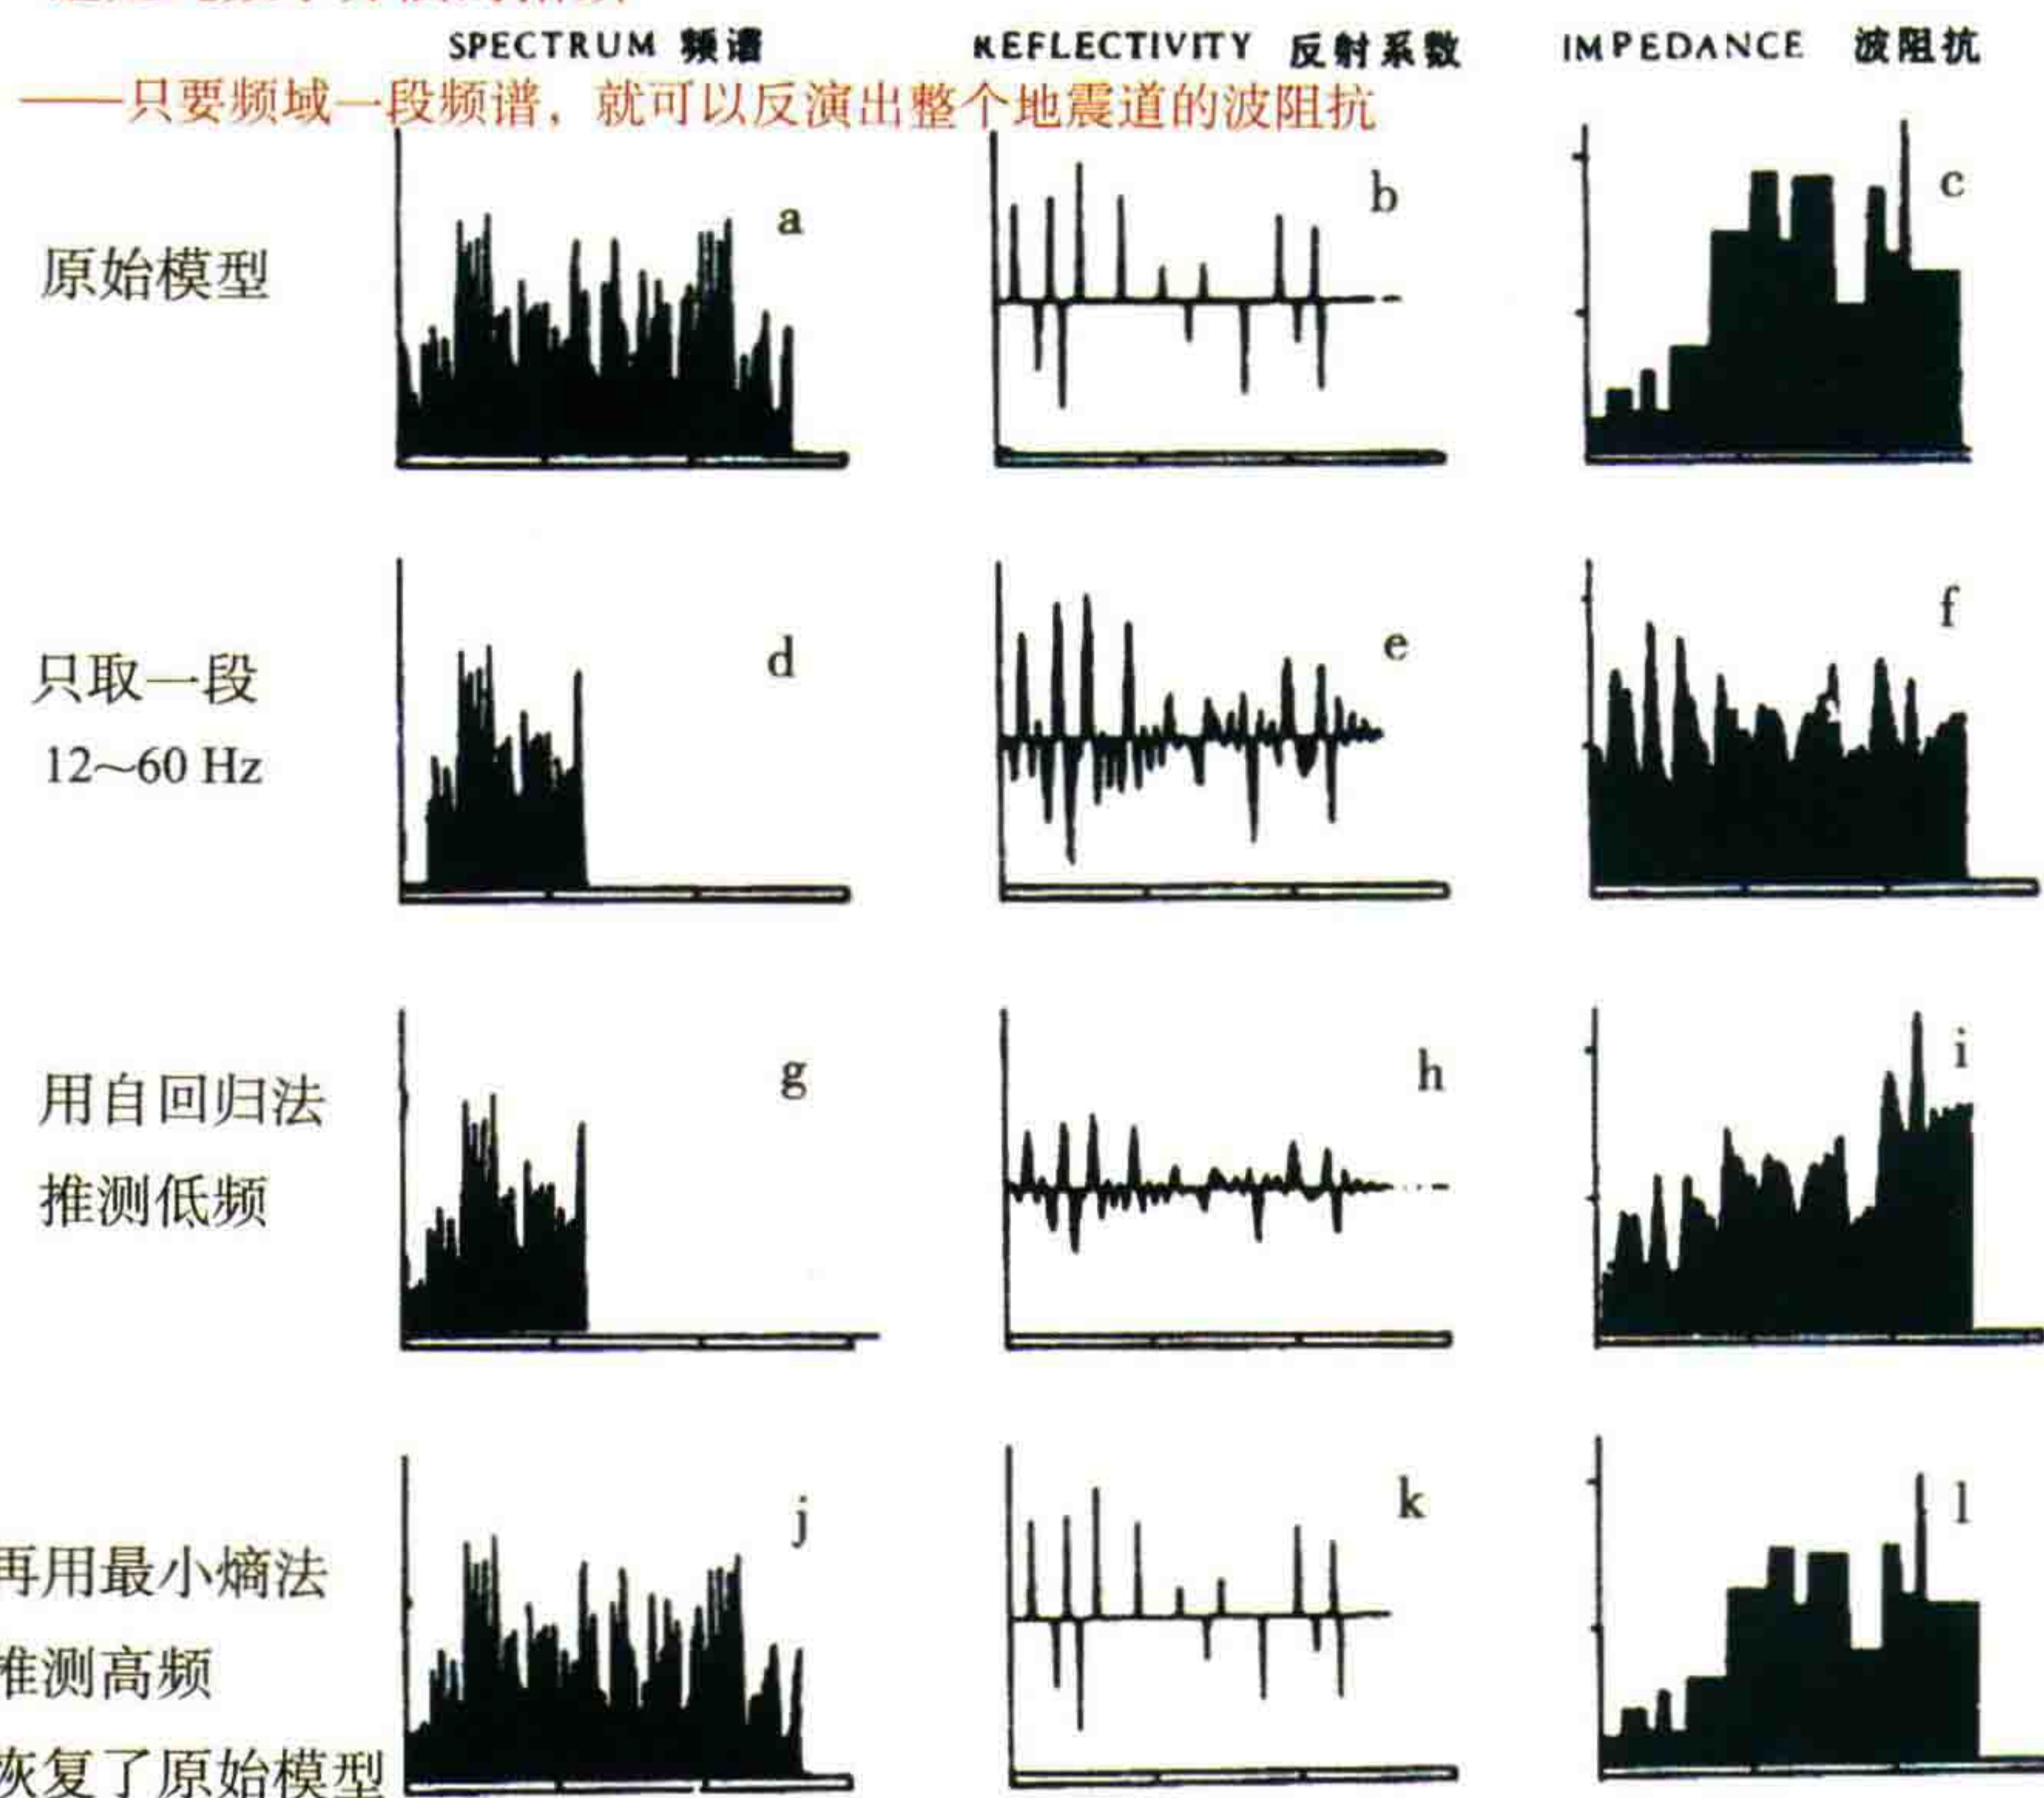 SPECTRUM 频谱 REFLECTIVITY 反射系数 IMPEDANCE 波阻抗
——只要频域一段频谱，就可以反演出整个地震道的波阻抗
原始模型
a
b
c
只取一段
12～60 Hz
d
e
f
用自回归法
推测低频
g
h
i
再用最小熵法
推测高频
恢复了原始模型
j
k
l